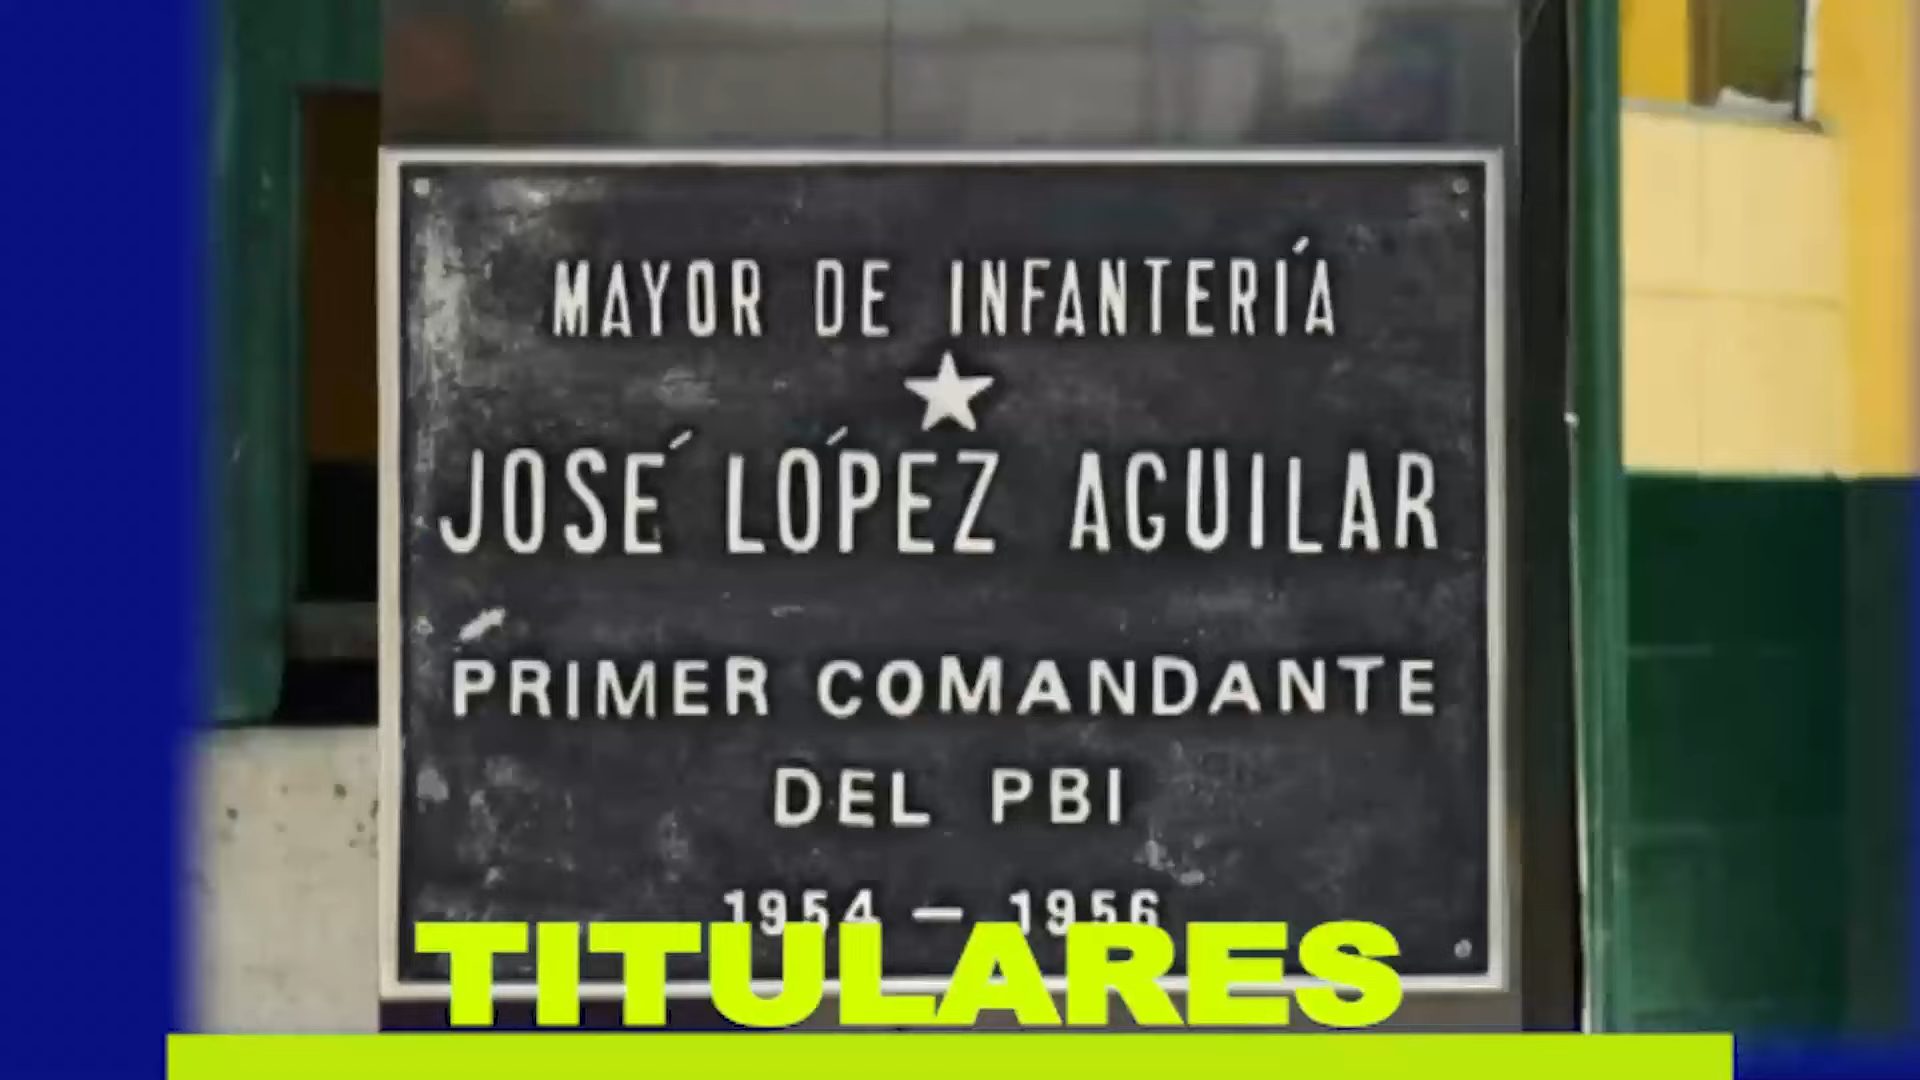 MAYOR DE INFANTERÍA
JOSÉ LÓPEZ AGUILAR
PRIMER COMANDANTE
DEL PBI
1954 – 1956
TITULARES